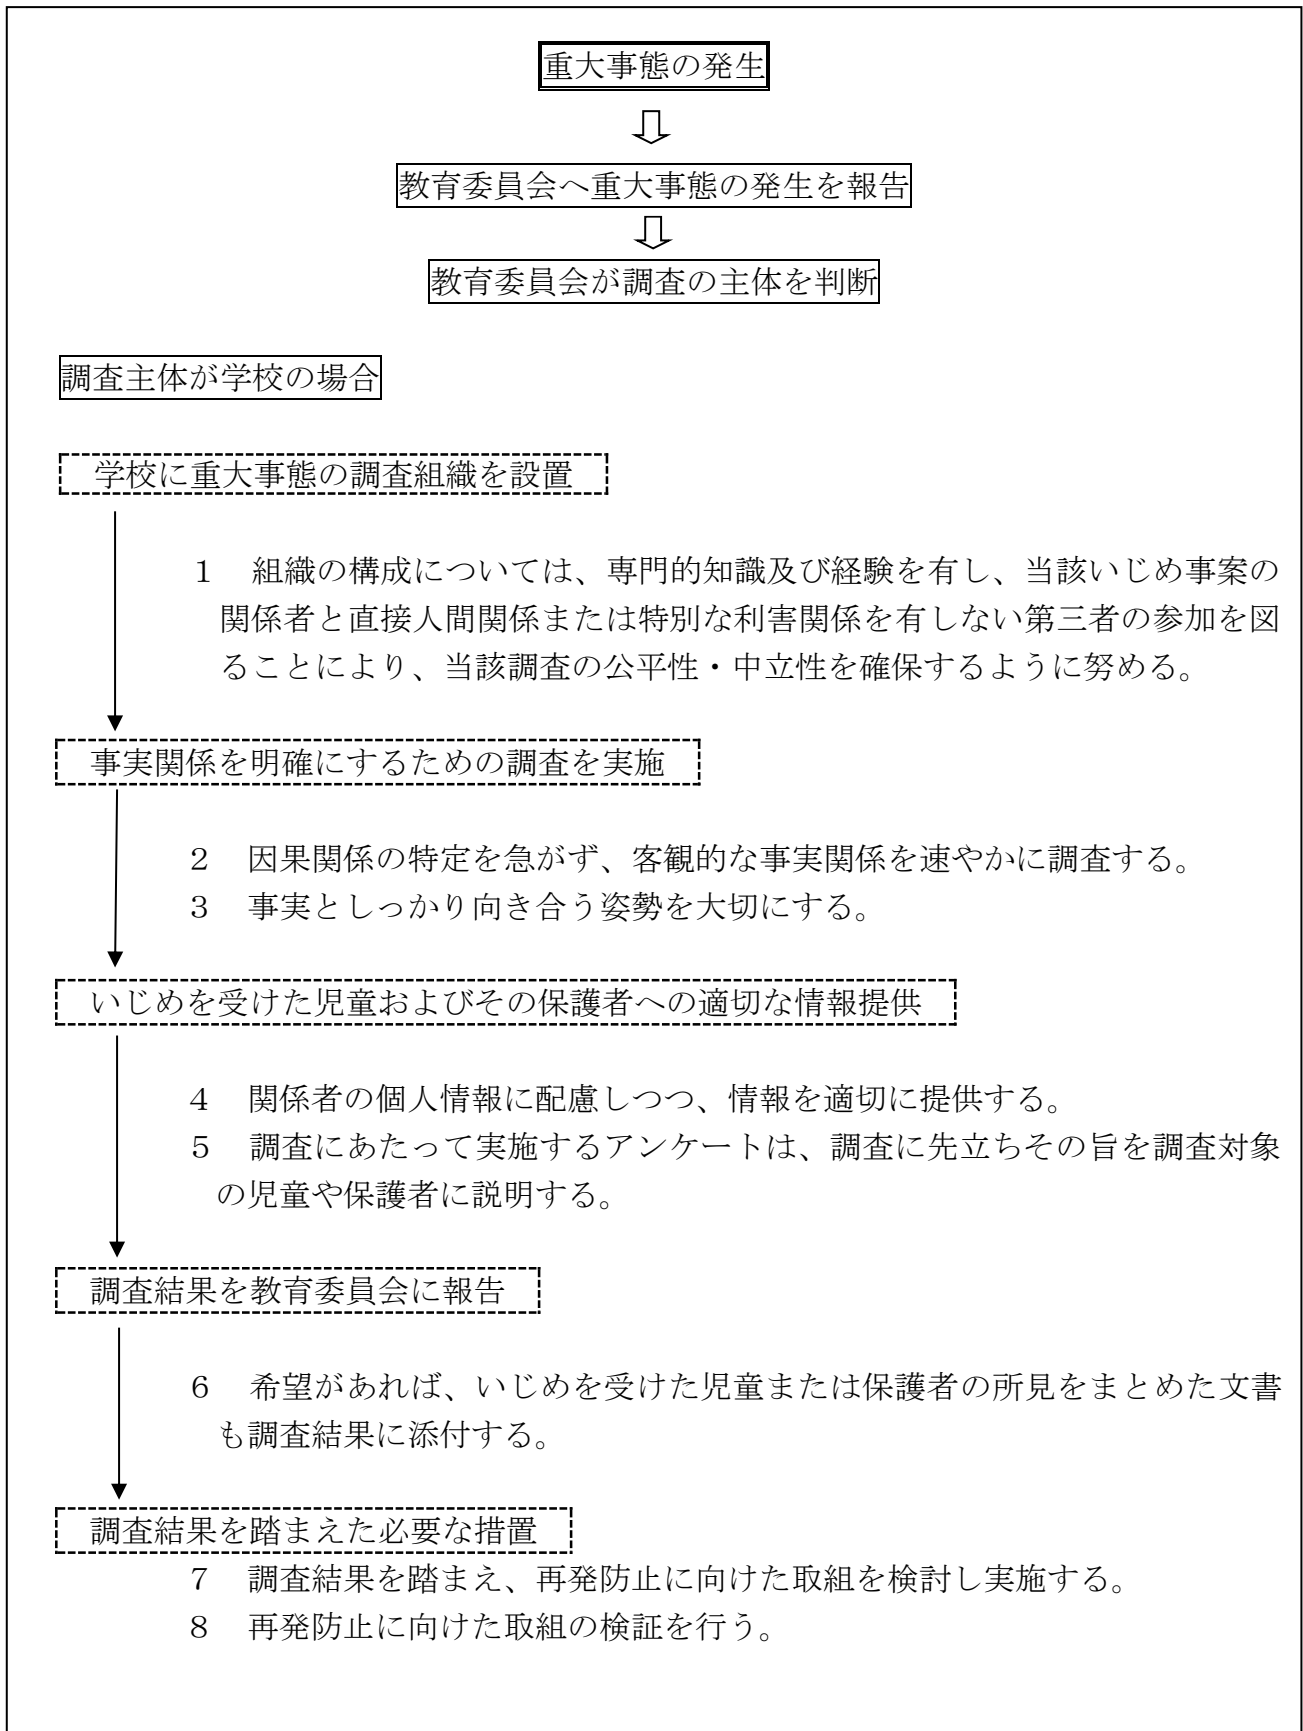 重大事態の発生
教育委員会へ重大事態の発生を報告
教育委員会が調査の主体を判断
調査主体が学校の場合
学校に重大事態の調査組織を設置
１　組織の構成については、専門的知識及び経験を有し、当該いじめ事案の
関係者と直接人間関係または特別な利害関係を有しない第三者の参加を図
ることにより、当該調査の公平性・中立性を確保するように努める。
事実関係を明確にするための調査を実施
２　因果関係の特定を急がず、客観的な事実関係を速やかに調査する。
３　事実としっかり向き合う姿勢を大切にする。
いじめを受けた児童およびその保護者への適切な情報提供
４　関係者の個人情報に配慮しつつ、情報を適切に提供する。
５　調査にあたって実施するアンケートは、調査に先立ちその旨を調査対象
の児童や保護者に説明する。
調査結果を教育委員会に報告
６　希望があれば、いじめを受けた児童または保護者の所見をまとめた文書
も調査結果に添付する。
調査結果を踏まえた必要な措置
７　調査結果を踏まえ、再発防止に向けた取組を検討し実施する。
８　再発防止に向けた取組の検証を行う。